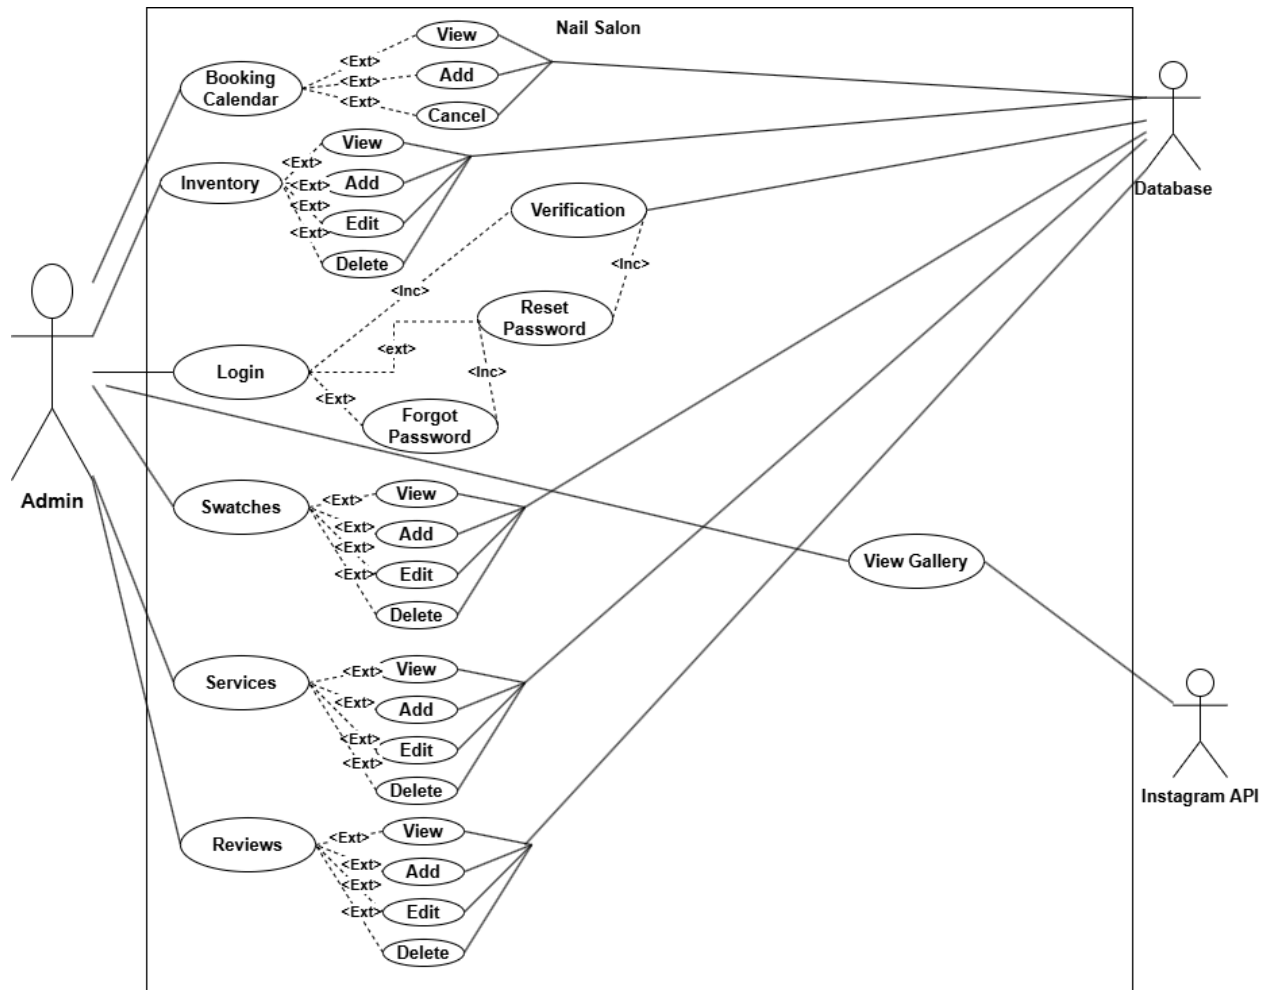 Nail Salon
View
<Ext>
Booking
Calendar
<Ext>
Add
<Ext>
Cancel
View
<Ext>
Inventory
<Ext>
Add
<Ext>
Edit
<Ext>
Delete
Verification
Database
<Inc>
<Inc>
Reset
Password
<ext>
Login
<Inc>
<Ext>
Forgot
Password
Admin
Swatches
<Ext>
View
<Ext>
Add
<Ext>
Edit
<Ext>
Delete
View Gallery
Services
<Ext>
View
<Ext>
Add
<Ext>
Edit
<Ext>
Delete
Instagram API
Reviews
<Ext>
View
<Ext>
Add
<Ext>
Edit
<Ext>
Delete